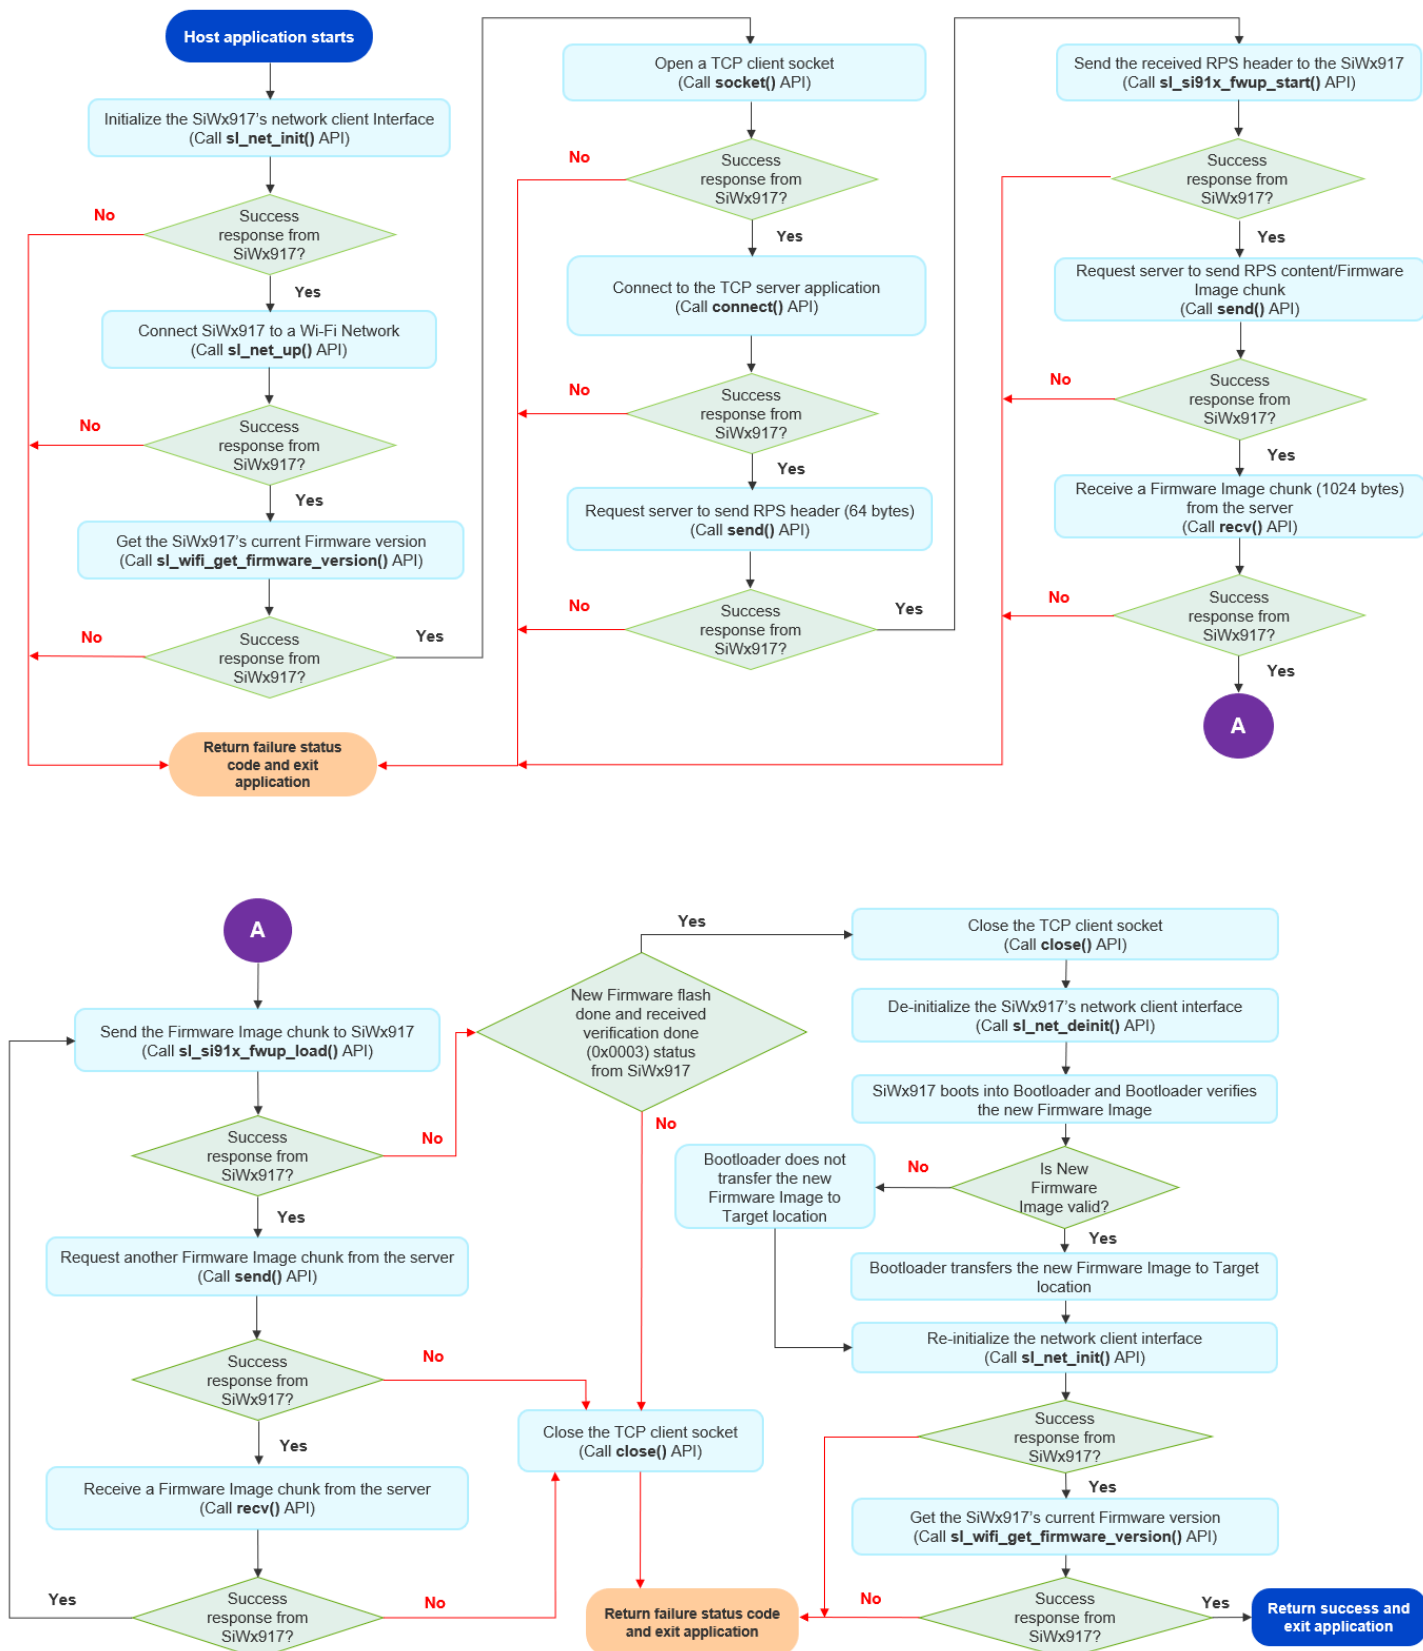 Host application starts
Initialize the SiWx917's network client Interface
(Call sl_net_init() API)
Success
response from
SiWx917?
No
Yes
Connect SiWx917 to a Wi-Fi Network
(Call sl_net_up() API)
No
Success
response from
SiWx917?
Yes
Get the SiWx917's current Firmware version
(Call sl_wifi_get_firmware_version() API)
No
Success
response from
SiWx917?
Yes
Open a TCP client socket
(Call socket() API)
No
Success
response from
SiWx917?
Yes
Connect to the TCP server application
(Call connect() API)
No
Success
response from
SiWx917?
Yes
Request server to send RPS header (64 bytes)
(Call send() API)
No
Success
response from
SiWx917?
Yes
Send the received RPS header to the SiWx917
(Call sl_si91x_fwup_start() API)
No
Success
response from
SiWx917?
Yes
Request server to send RPS content/Firmware
Image chunk
(Call send() API)
No
Success
response from
SiWx917?
Yes
Receive a Firmware Image chunk (1024 bytes)
from the server
(Call recv() API)
No
Success
response from
SiWx917?
Yes
A
Return failure status
code and exit
application
A
Send the Firmware Image chunk to SiWx917
(Call sl_si91x_fwup_load() API)
Success
response from
SiWx917?
No
Yes
Request another Firmware Image chunk from the server
(Call send() API)
Success
response from
SiWx917?
No
Yes
Receive a Firmware Image chunk from the server
(Call recv() API)
Yes
Success
response from
SiWx917?
No
New Firmware flash
done and received
verification done
(0x0003) status
from SiWx917
Yes
No
Close the TCP client socket
(Call close() API)
Return failure status code
and exit application
Close the TCP client socket
(Call close() API)
De-initialize the SiWx917's network client interface
(Call sl_net_deinit() API)
SiWx917 boots into Bootloader and Bootloader verifies
the new Firmware Image
Is New
Firmware
Image valid?
No
Bootloader does not
transfer the new
Firmware Image to
Target location
Yes
Bootloader transfers the new Firmware Image to Target
location
Re-initialize the network client interface
(Call sl_net_init() API)
Success
response from
SiWx917?
Yes
Get the SiWx917's current Firmware version
(Call sl_wifi_get_firmware_version() API)
No
Success
response from
SiWx917?
Yes
Return success and
exit application